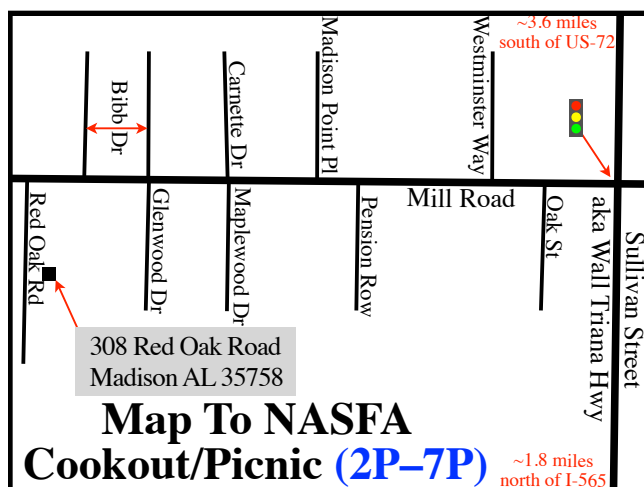 ~3.6 miles
south of US-72
Bibb Dr
Carnette Dr
Madison Point Pl
Westminster Way
Mill Road
Red Oak Rd
Glenwood Dr
Maplewood Dr
Pension Row
Oak St
aka Wall Triana Hwy
Sullivan Street
308 Red Oak Road
Madison AL 35758
Map To NASFA
Cookout/Picnic (2P–7P)
~1.8 miles
north of I-565